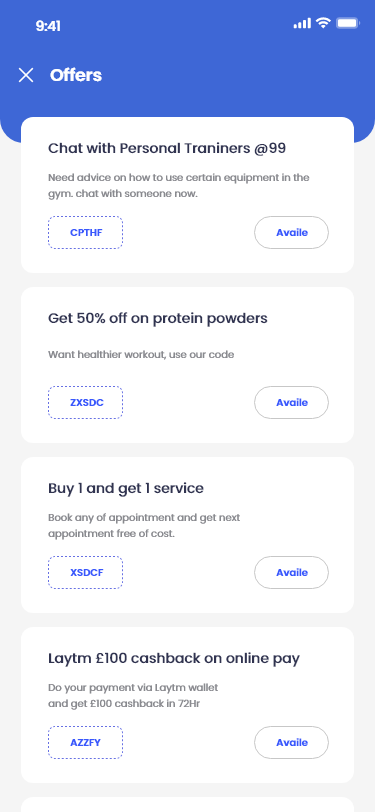 9:41
Offers
Chat with Personal Traniners @99
Need advice on how to use certain equipment in the
gym. chat with someone now.
CPTHF
Availe
Get 50% off on protein powders
Want healthier workout, use our code
ZXSDC
Availe
Buy 1 and get 1 service
Book any of appointment and get next
appointment free of cost.
XSDCF
Availe
Laytm £100 cashback on online pay
Do your payment via Laytm wallet
and get £100 cashback in 72Hr
AZZFY
Availe